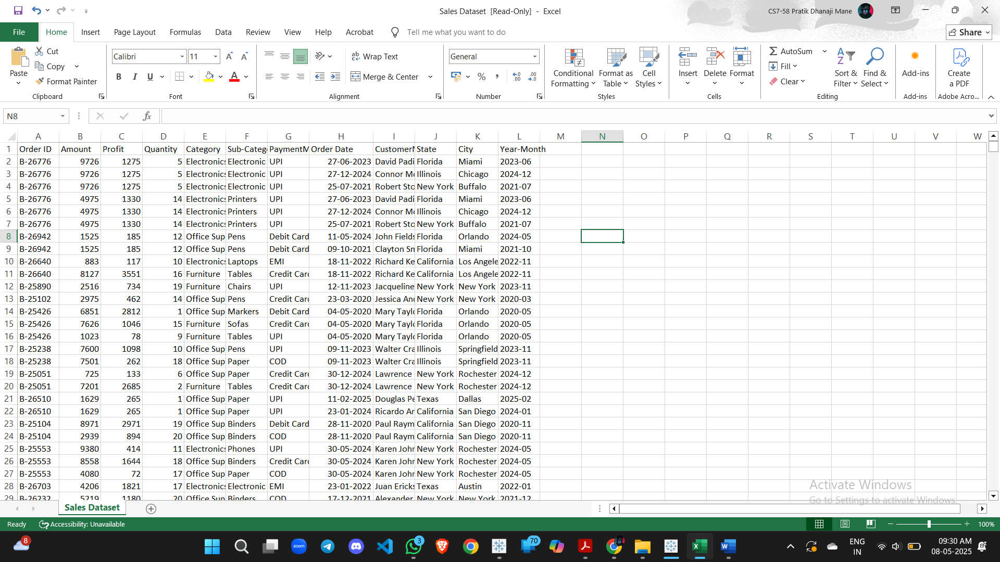 Sales Dataset [Read-Only] - Excel
CS7-58 Pratik Dhanaji Mane
File Home Insert Page Layout Formulas Data Review View Help Acrobat Tell me what you want to do Share
Paste
Cut
Copy
Format Painter
Clipboard
Calibri 11
B I U
Font
Wrap Text
Merge & Center
Alignment
General
Number
Conditional Formatting
Format as Table
Cell Styles
Styles
Insert
Delete
Format
Cells
AutoSum
Fill
Clear
Sort & Filter
Find & Select
Editing
Add-ins
Add-ins
Create a PDF
Adobe Acro...
N8 fx
A B C D E F G H I J K L M N O P Q R S T U V W
1 Order ID Amount Profit Quantity Category Sub-Categ PaymentM Order Date Customer State City Year-Month
2 B-26776 9726 1275 5 Electronics Electronic UPI 27-06-2023 David Padi Florida Miami 2023-06
3 B-26776 9726 1275 5 Electronics Electronic UPI 27-12-2024 Connor Mc Illinois Chicago 2024-12
4 B-26776 9726 1275 5 Electronics Electronic UPI 25-07-2021 Robert Sto New York Buffalo 2021-07
5 B-26776 4975 1330 14 Electronics Printers UPI 27-06-2023 David Padi Florida Miami 2023-06
6 B-26776 4975 1330 14 Electronics Printers UPI 27-12-2024 Connor Mc Illinois Chicago 2024-12
7 B-26776 4975 1330 14 Electronics Printers UPI 25-07-2021 Robert Sto New York Buffalo 2021-07
8 B-26942 1525 185 12 Office Sup Pens Debit Card 11-05-2024 John Fields Florida Orlando 2024-05
9 B-26942 1525 185 12 Office Sup Pens Debit Card 09-10-2021 Clayton Sm Florida Miami 2021-10
10 B-26640 883 117 10 Electronics Laptops EMI 18-11-2022 Richard Ke California Los Angele 2022-11
11 B-26640 8127 3551 16 Furniture Tables Credit Card 18-11-2022 Richard Ke California Los Angele 2022-11
12 B-25890 2516 734 19 Furniture Chairs UPI 12-11-2023 Jacqueline New York New York 2023-11
13 B-25102 2975 462 14 Office Sup Pens Credit Card 23-03-2020 Jessica And New York New York 2020-03
14 B-25426 6851 2812 1 Office Sup Markers Debit Card 04-05-2020 Mary Taylo Florida Orlando 2020-05
15 B-25426 7626 1046 15 Furniture Sofas Credit Card 04-05-2020 Mary Taylo Florida Orlando 2020-05
16 B-25426 1023 78 9 Furniture Tables UPI 04-05-2020 Mary Taylo Florida Orlando 2020-05
17 B-25238 7600 1098 10 Office Sup Pens UPI 09-11-2023 Walter Cra Illinois Springfield 2023-11
18 B-25238 7501 262 18 Office Sup Paper COD 09-11-2023 Walter Cra Illinois Springfield 2023-11
19 B-25051 725 133 6 Office Sup Paper Credit Card 30-12-2024 Lawrence New York Rochester 2024-12
20 B-25051 7201 2685 2 Furniture Tables Credit Card 30-12-2024 Lawrence New York Rochester 2024-12
21 B-26510 1629 265 1 Office Sup Paper UPI 11-02-2025 Douglas Pe Texas Dallas 2025-02
22 B-26510 1629 265 1 Office Sup Paper UPI 23-01-2024 Ricardo Ar California San Diego 2024-01
23 B-25104 8971 2971 19 Office Sup Binders Debit Card 28-11-2020 Paul Raym California San Diego 2020-11
24 B-25104 2939 894 20 Office Sup Binders COD 28-11-2020 Paul Raym California San Diego 2020-11
25 B-25553 9380 414 11 Electronics Phones UPI 30-05-2024 Karen John New York Rochester 2024-05
26 B-25553 8558 1644 18 Office Sup Binders Credit Card 30-05-2024 Karen John New York Rochester 2024-05
27 B-25553 4080 72 17 Office Sup Paper COD 30-05-2024 Karen John New York Rochester 2024-05
28 B-26703 4206 1821 17 Electronics Electronic EMI 23-01-2022 Juan Ericks Texas Austin 2022-01
29 B-26232 5219 1180 20 Office Sup Binders COD 17-12-2021 Alexander New York New York 2021-12
Activate Windows
Go to Settings to activate Windows.
Sales Dataset
Ready Accessibility: Unavailable 100%
8 zoom 3 70 ENG IN 09:30 AM 08-05-2025